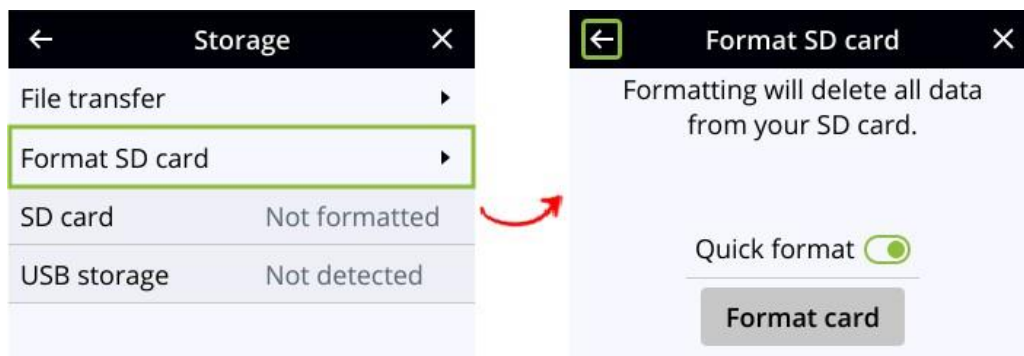 Storage
File transfer
Format SD card
SD card Not formatted
USB storage Not detected
Format SD card
Formatting will delete all data
from your SD card.
Quick format
Format card